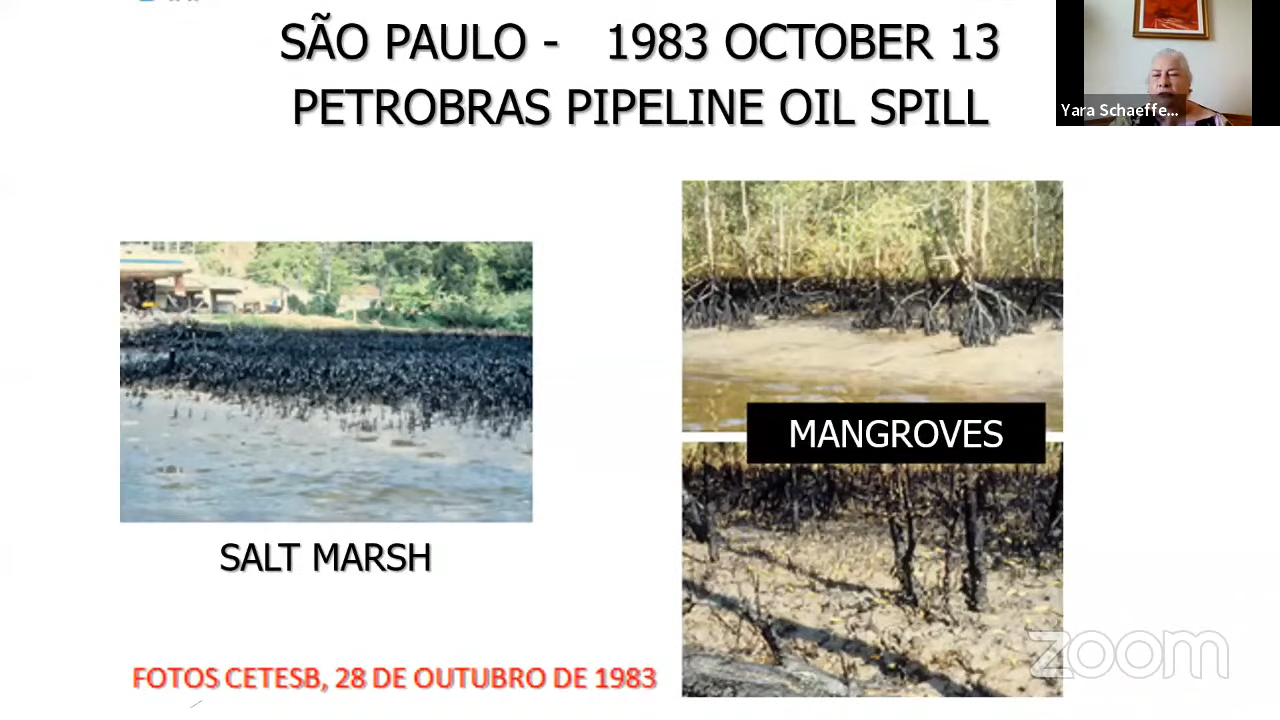 SÃO PAULO - 1983 OCTOBER 13
PETROBRAS PIPELINE OIL SPILL
Yara Schaeffe...
MANGROVES
SALT MARSH
FOTOS CETESB, 28 DE OUTUBRO DE 1983
zoom